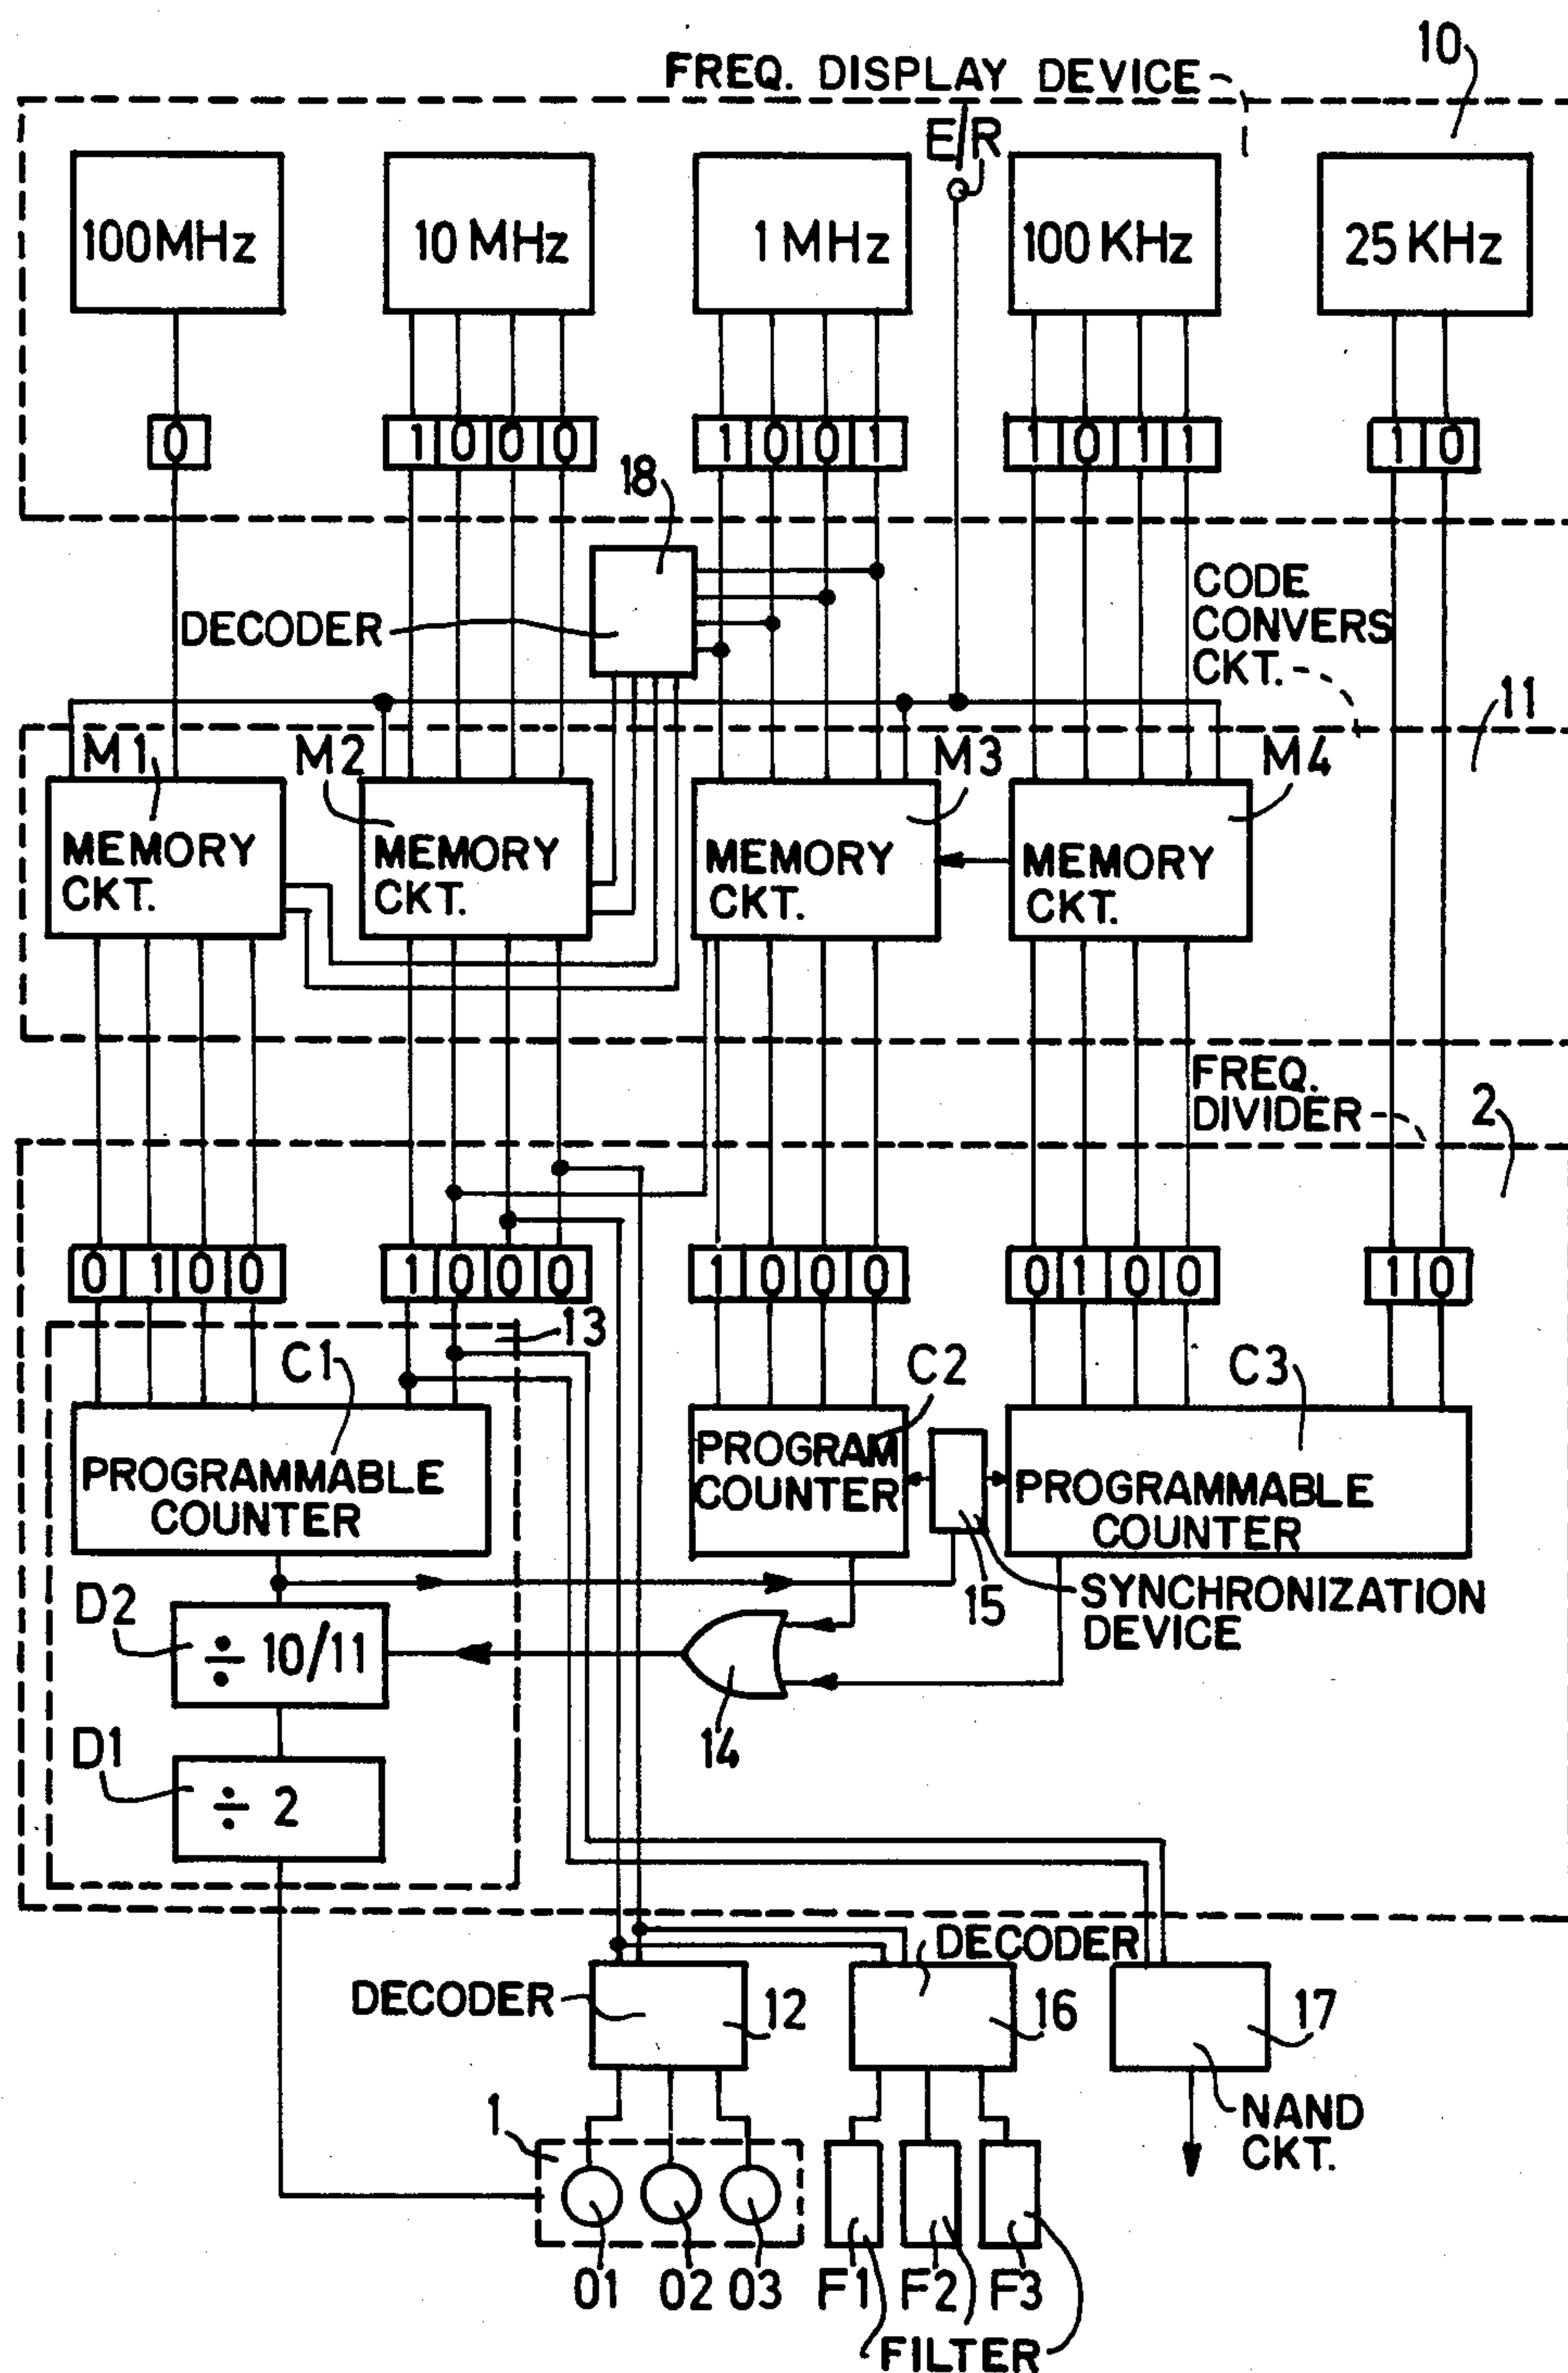 10
FREQ. DISPLAY DEVICE
E/R
100MHz 10 MHz 1 MHz 100 KHz 25 KHz
0 1 0 0 0 1 0 0 1 1 0 1 1 1 0
18
DECODER
CODE
CONVERS
CKT.
11
M1 M2 M3 M4
MEMORY
CKT.
MEMORY
CKT.
MEMORY
CKT.
MEMORY
CKT.
FREQ.
DIVIDER
2
0 1 0 0 1 0 0 0 1 0 0 0 0 1 0 0 1 0
13
C1 C2 C3
PROGRAMMABLE
COUNTER
PROGRAM
COUNTER
PROGRAMMABLE
COUNTER
15
SYNCHRONIZATION
DEVICE
D2
÷ 10/11
14
D1
÷ 2
DECODER
DECODER
12 16 17
NAND
CKT.
1
01 02 03 F1 F2 F3
FILTER